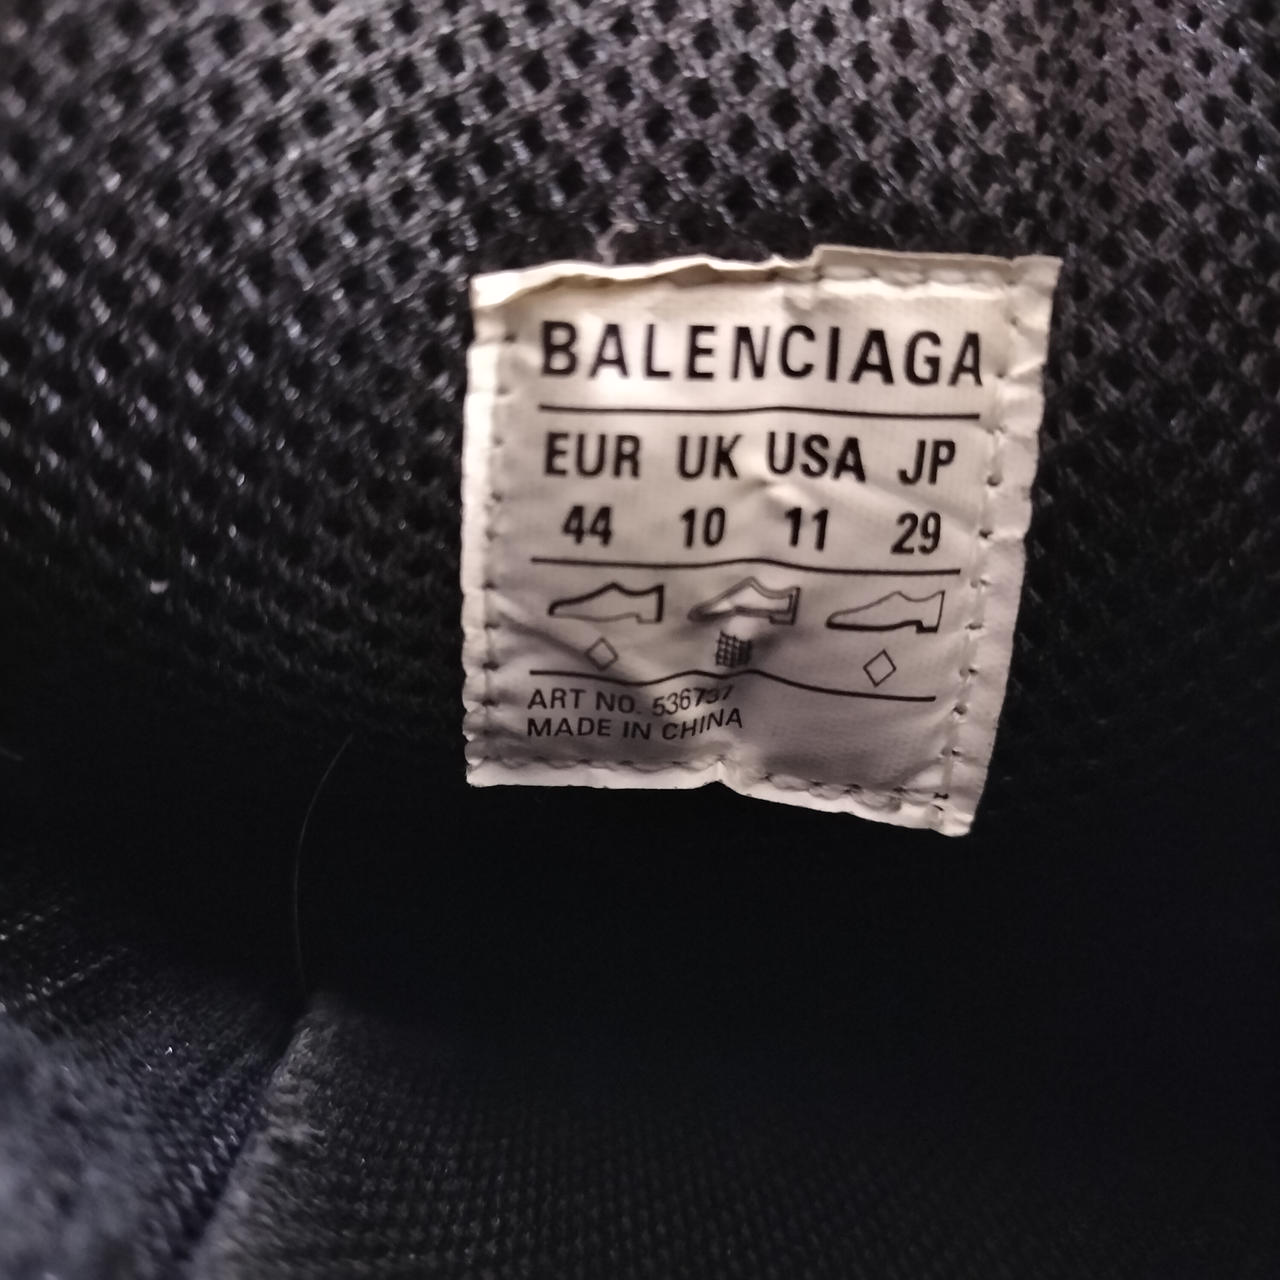 BALENCIAGA
EUR UK USA JP
44 10 11 29
ART NO. 536737
MADE IN CHINA